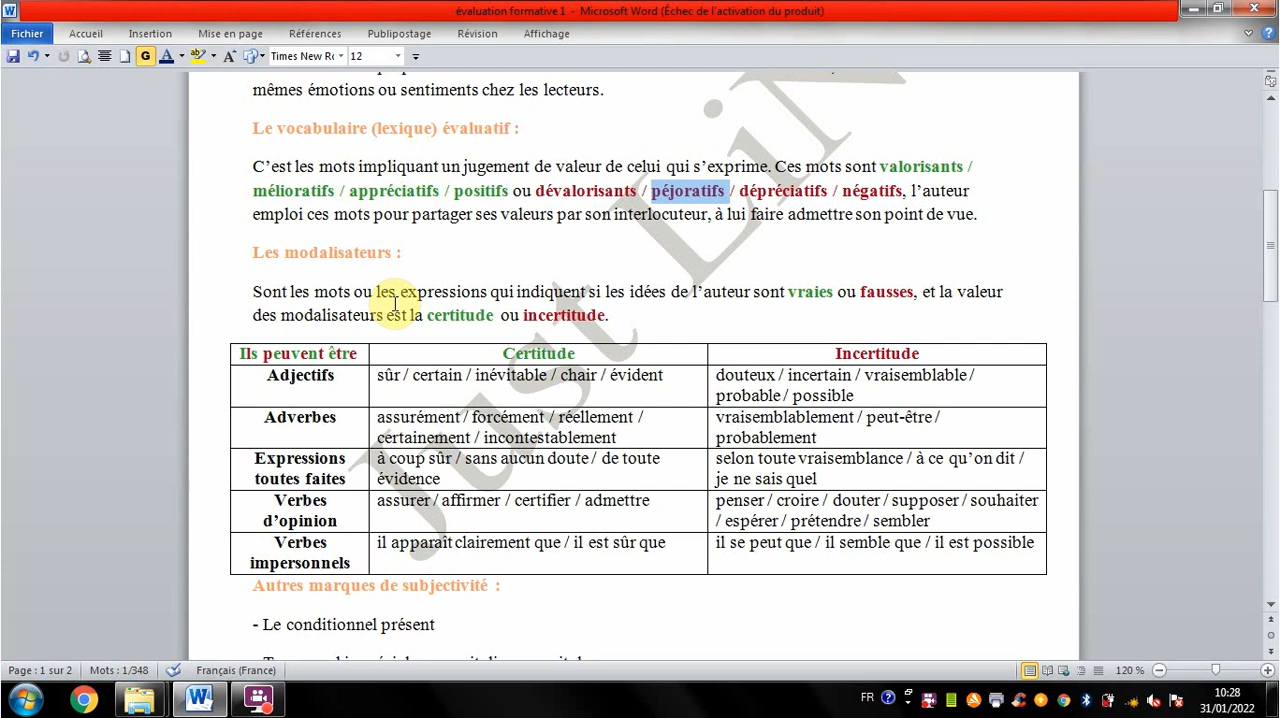 évaluation formative 1 - Microsoft Word (Échec de l'activation du produit)
Fichier Accueil Insertion Mise en page Références Publipostage Révision Affichage
G A ab A Times New Ro 12
mêmes émotions ou sentiments chez les lecteurs.
Le vocabulaire (lexique) évaluatif :
C'est les mots impliquant un jugement de valeur de celui qui s'exprime. Ces mots sont valorisants /
mélioratifs / appréciatifs / positifs ou dévalorisants / péjoratifs / dépréciatifs / négatifs, l'auteur
emploi ces mots pour partager ses valeurs par son interlocuteur, à lui faire admettre son point de vue.
Les modalisateurs :
Sont les mots ou les expressions qui indiquent si les idées de l'auteur sont vraies ou fausses, et la valeur
des modalisateurs est la certitude ou incertitude.
Ils peuvent être Certitude Incertitude
Adjectifs sûr / certain / inévitable / chair / évident douteux / incertain / vraisemblable /
probable / possible
Adverbes assurément / forcément / réellement / vraisemblablement / peut-être /
certainement / incontestablement probablement
Expressions à coup sûr / sans aucun doute / de toute selon toute vraisemblance / à ce qu'on dit /
toutes faites évidence je ne sais quel
Verbes assurer / affirmer / certifier / admettre penser / croire / douter / supposer / souhaiter
d'opinion / espérer / prétendre / sembler
Verbes il apparaît clairement que / il est sûr que il se peut que / il semble que / il est possible
impersonnels
Autres marques de subjectivité :
- Le conditionnel présent
Just LiN
Page : 1 sur 2 Mots : 1/348 Français (France) 120 %
FR 10:28
31/01/2022